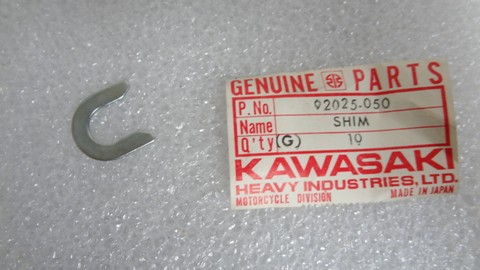 GENUINE PARTS
P. No. 92025-050
Name SHIM
Q'ty (G) 10
KAWASAKI
HEAVY INDUSTRIES, LTD.
MOTORCYCLE DIVISION MADE IN JAPAN